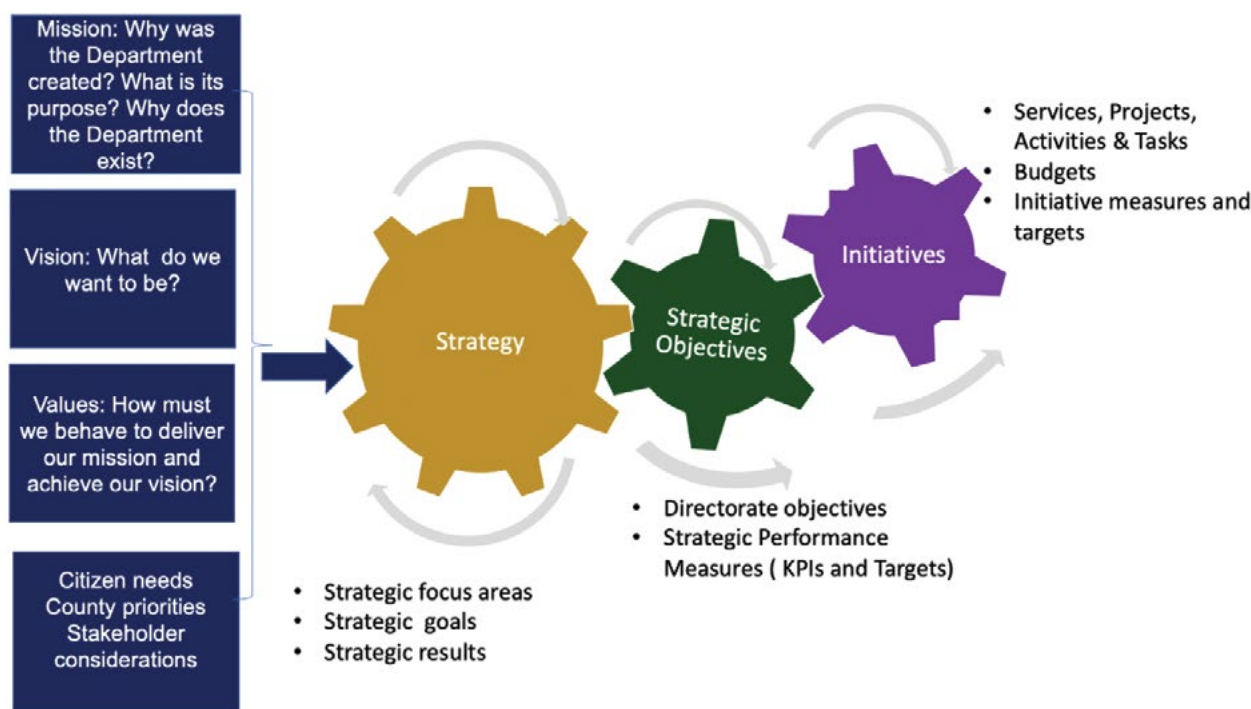 Mission: Why was
the Department
created? What is its
purpose? Why does
the Department
exist?
Vision: What do we
want to be?
Values: How must
we behave to deliver
our mission and
achieve our vision?
Citizen needs
County priorities
Stakeholder
considerations
Strategy
• Strategic focus areas
• Strategic goals
• Strategic results
Strategic
Objectives
• Directorate objectives
• Strategic Performance
Measures ( KPIs and Targets)
Initiatives
• Services, Projects,
Activities & Tasks
• Budgets
• Initiative measures and
targets